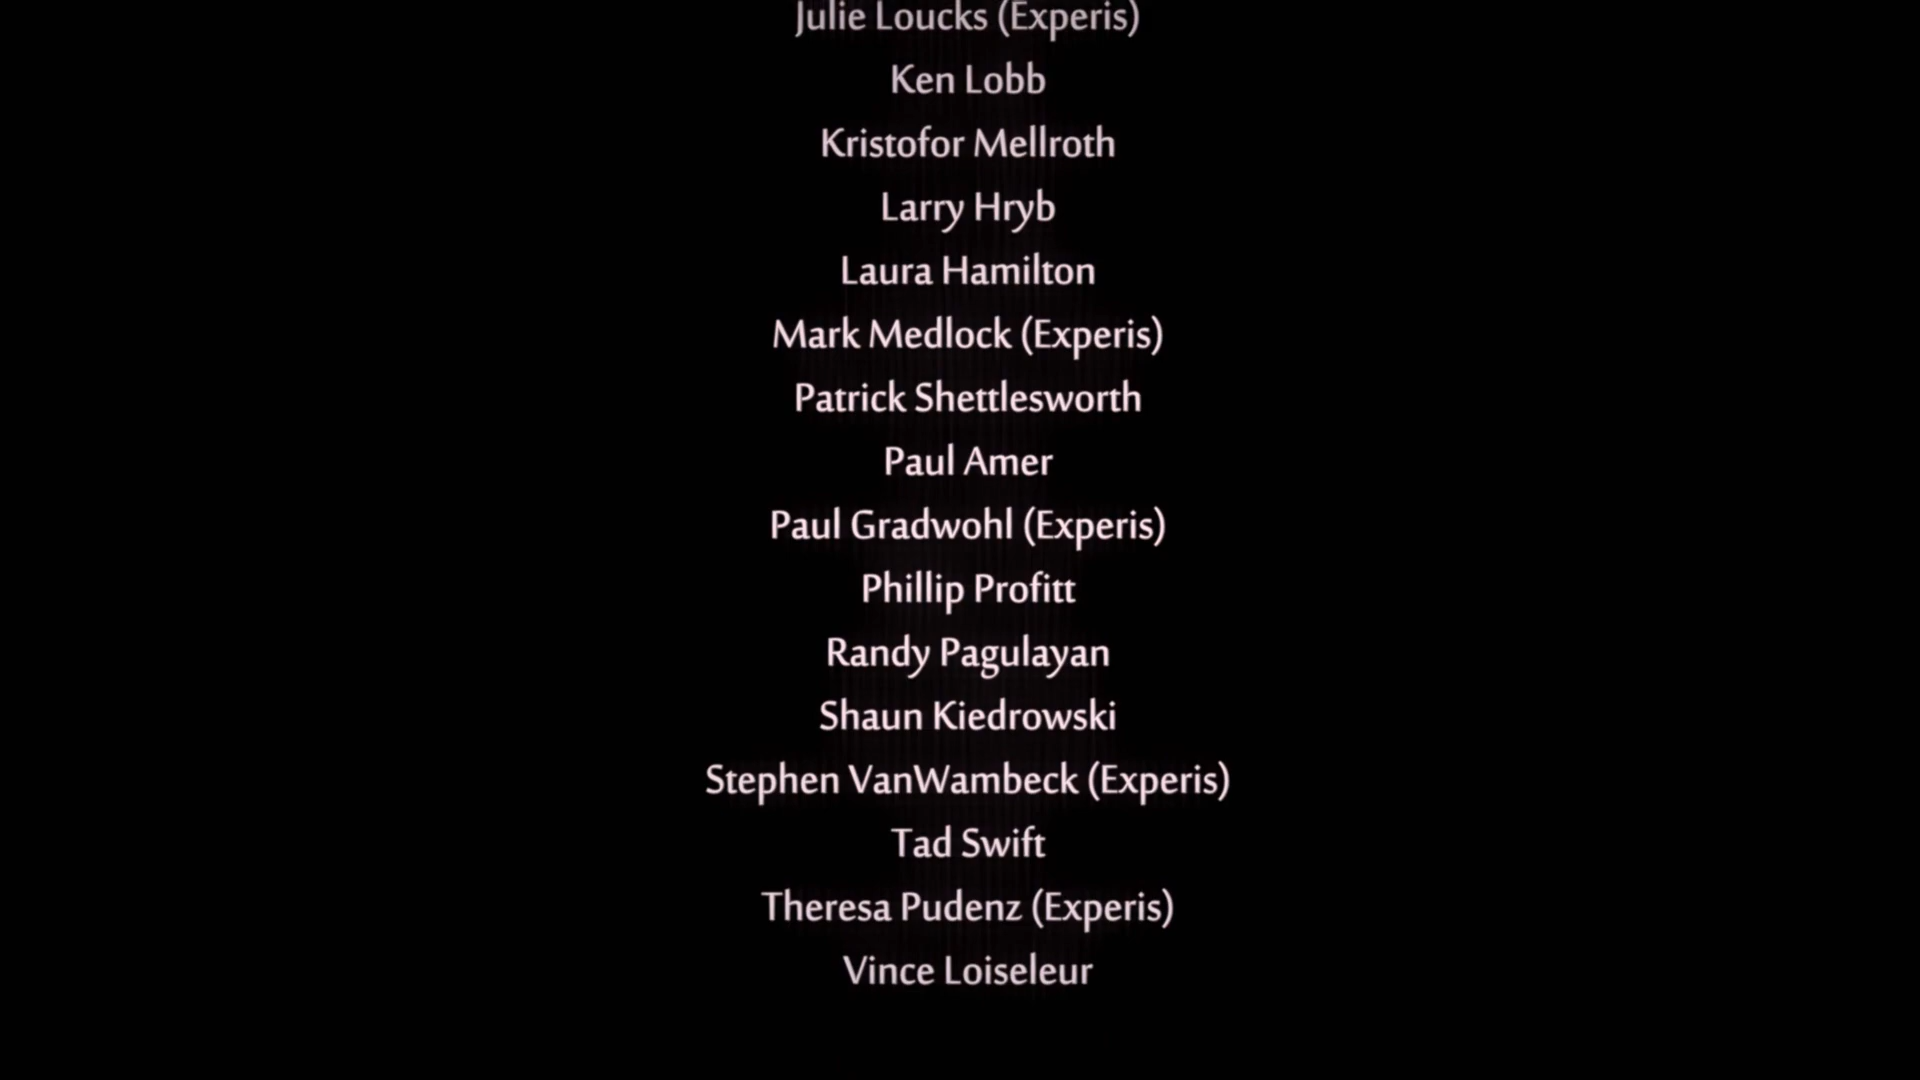 Julie Loucks (Experis)
Ken Lobb
Kristofor Mellroth
Larry Hryb
Laura Hamilton
Mark Medlock (Experis)
Patrick Shettlesworth
Paul Amer
Paul Gradwohl (Experis)
Phillip Profitt
Randy Pagulayan
Shaun Kiedrowski
Stephen VanWambeck (Experis)
Tad Swift
Theresa Pudenz (Experis)
Vince Loiseleur